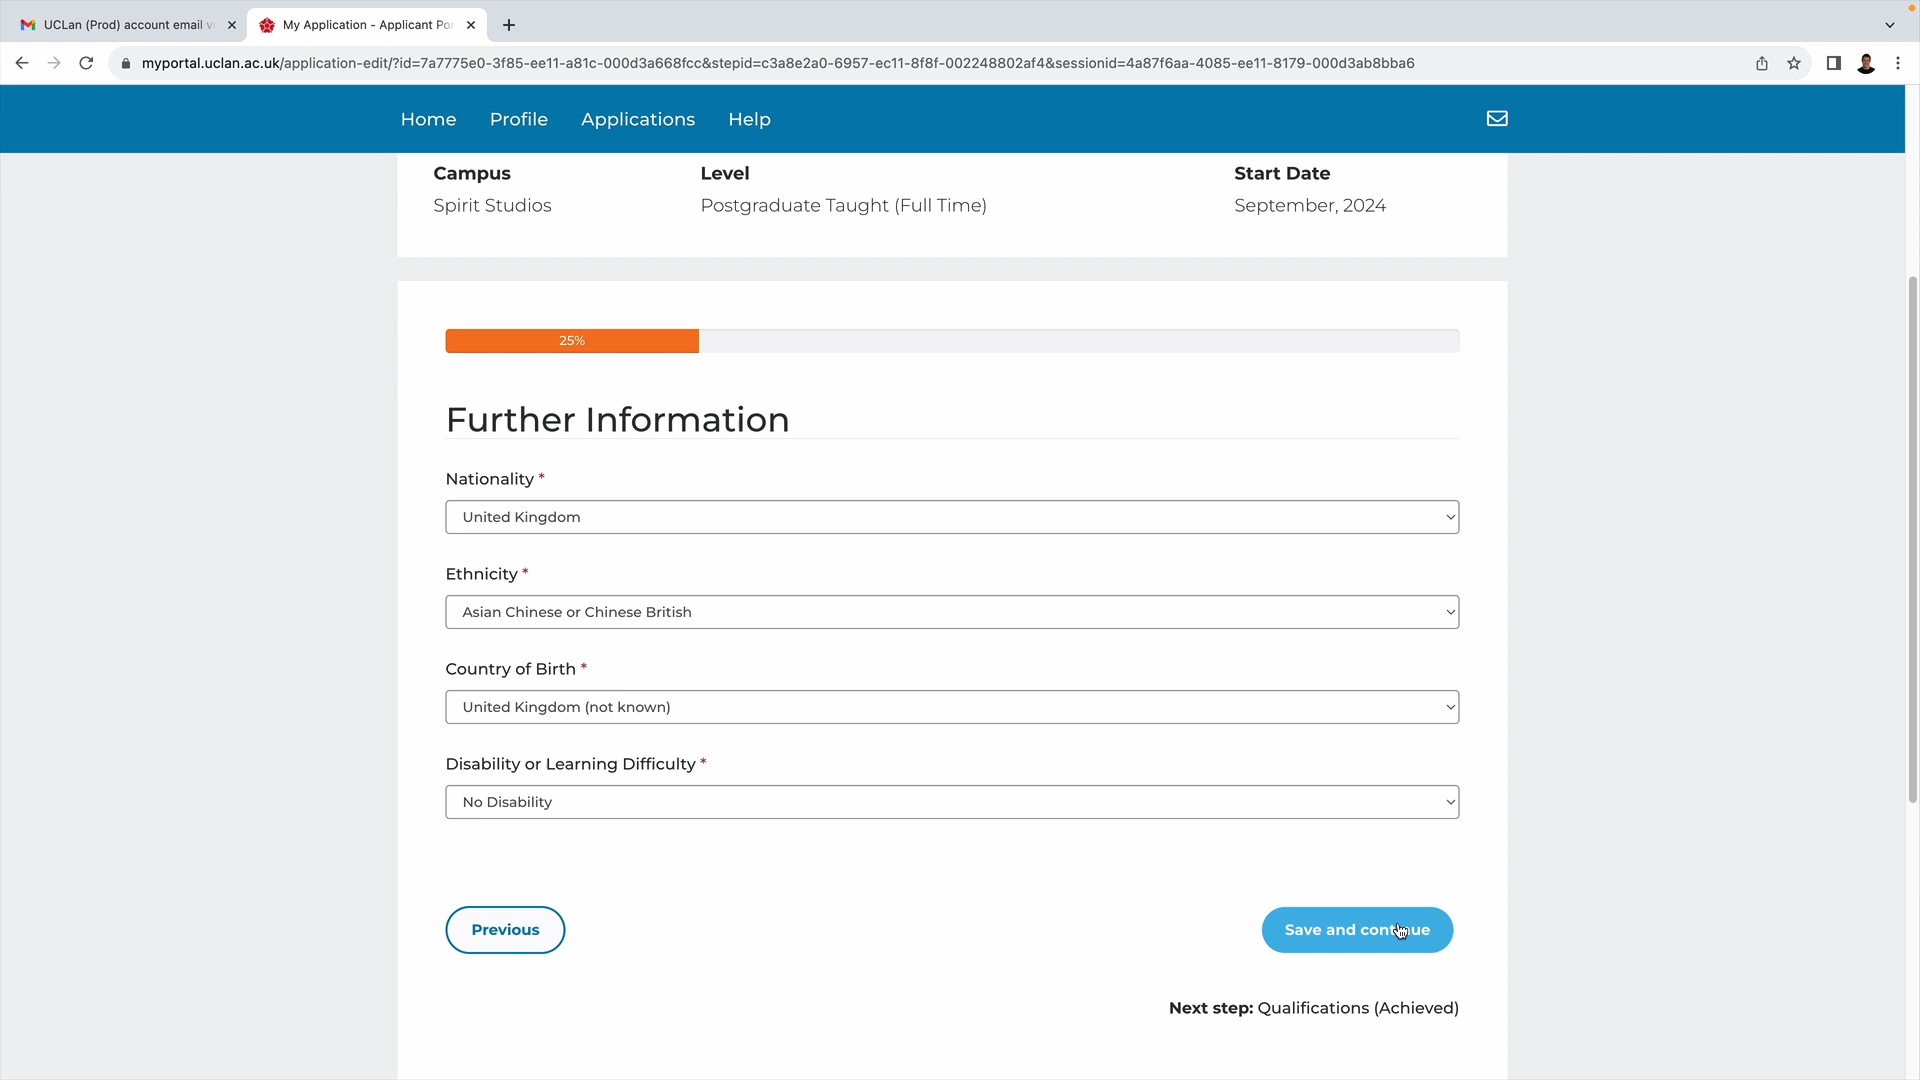 UCLan (Prod) account email v
My Application - Applicant Po
myportal.uclan.ac.uk/application-edit/?id=7a7775e0-3f85-ee11-a81c-000d3a668fcc&stepid=c3a8e2a0-6957-ec11-8f8f-002248802af4&sessionid=4a87f6aa-4085-ee11-8179-000d3ab8bba6
Home Profile Applications Help
Campus Level Start Date
Spirit Studios Postgraduate Taught (Full Time) September, 2024
25%
Further Information
Nationality *
United Kingdom
Ethnicity *
Asian Chinese or Chinese British
Country of Birth *
United Kingdom (not known)
Disability or Learning Difficulty *
No Disability
Previous Save and continue
Next step: Qualifications (Achieved)